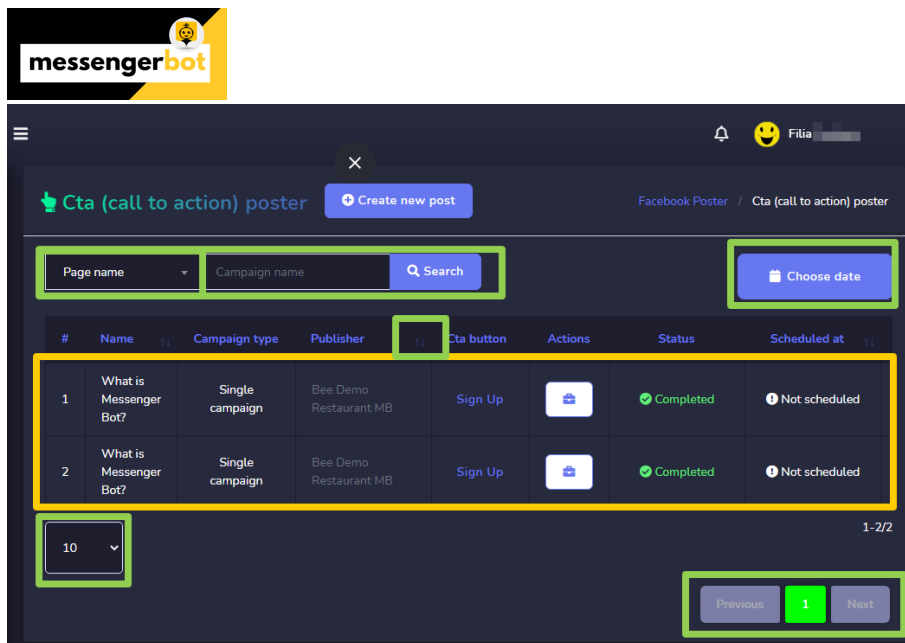 messengerbot
Filia
Cta (call to action) poster
Create new post
Facebook Poster / Cta (call to action) poster
Page name
Campaign name
Search
Choose date
# Name Campaign type Publisher Cta button Actions Status Scheduled at
1 What is Messenger Bot? Single campaign Bee Demo Restaurant MB Sign Up Completed Not scheduled
2 What is Messenger Bot? Single campaign Bee Demo Restaurant MB Sign Up Completed Not scheduled
10
1-2/2
Previous 1 Next